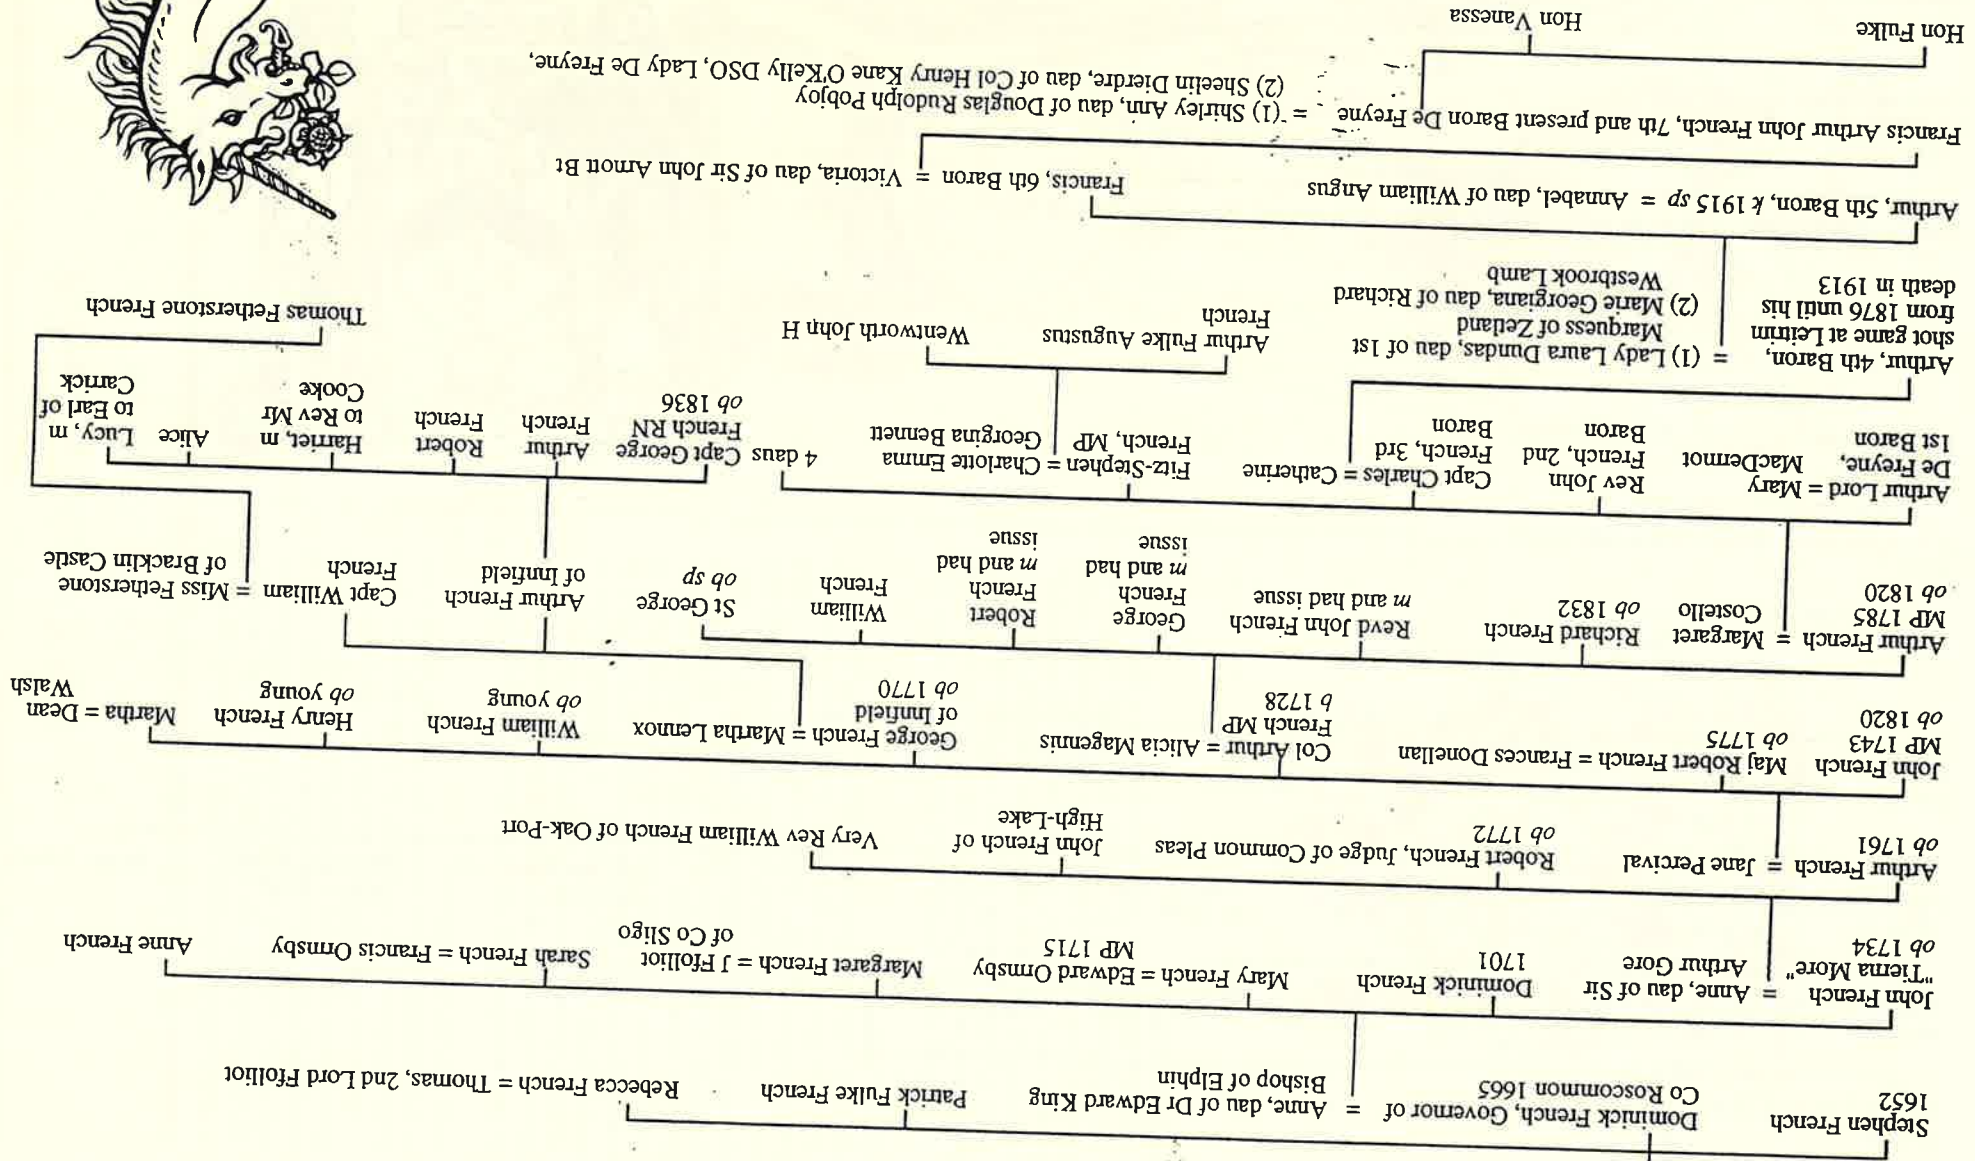 Stephen French
1652
Dominick French, Governor of
Co Roscommon 1665
= Anne, dau of Dr Edward King
Bishop of Elphin
Patrick Fulke French
Rebecca French = Thomas, 2nd Lord Ffolliot
John French
"Tierna More"
ob 1734
= Anne, dau of Sir
Arthur Gore
Dominick French
1701
Mary French = Edward Ormsby
MP 1715
Margaret French = J Ffolliot
of Co Sligo
Sarah French = Francis Ormsby
Anne French
Arthur French = Jane Percival
ob 1761
Robert French, Judge of Common Pleas
ob 1772
John French of
High-Lake
Very Rev William French of Oak-Port
John French
MP 1743
ob 1820
Maj Robert French = Frances Donellan
ob 1775
Col Arthur = Alicia Magennis
French MP
b 1728
George French = Martha Lennox
of Innfield
ob 1770
William French
ob young
Henry French
ob young
Martha = Dean
Walsh
Arthur French = Margaret
MP 1785
Costello
ob 1820
Richard French
ob 1832
Revd John French
m and had issue
George
French
m and had
issue
Robert
French
m and had
issue
William
French
St George
ob sp
Arthur French
of Innfield
Capt William
French
= Miss Fetherstone
of Bracklin Castle
Arthur Lord = Mary
De Freyne,
MacDermot
1st Baron
Rev John
French, 2nd
Baron
Capt Charles = Catherine
French, 3rd
Baron
Fitz-Stephen = Charlotte Emma
French, MP
Georgina Bennett
4 daus
Capt George
French RN
ob 1836
Arthur
French
Robert
French
Harriet, m
to Rev Mr
Cooke
Alice
Lucy, m
to Earl of
Carrick
Arthur, 4th Baron,
shot game at Leitrim
from 1876 until his
death in 1913
= (1) Lady Laura Dundas, dau of 1st
Marquess of Zetland
(2) Marie Georgiana, dau of Richard
Westbrook Lamb
Arthur Fulke Augustus
French
Wentworth John H
Thomas Fetherstone French
Arthur, 5th Baron, k 1915 sp = Annabel, dau of William Angus
Francis, 6th Baron = Victoria, dau of Sir John Arnott Bt
Francis Arthur John French, 7th and present Baron De Freyne = (1) Shirley Ann, dau of Douglas Rudolph Pobjoy
(2) Sheelin Dierdre, dau of Col Henry Kane O'Kelly DSO, Lady De Freyne,
Hon Fulke
Hon Vanessa